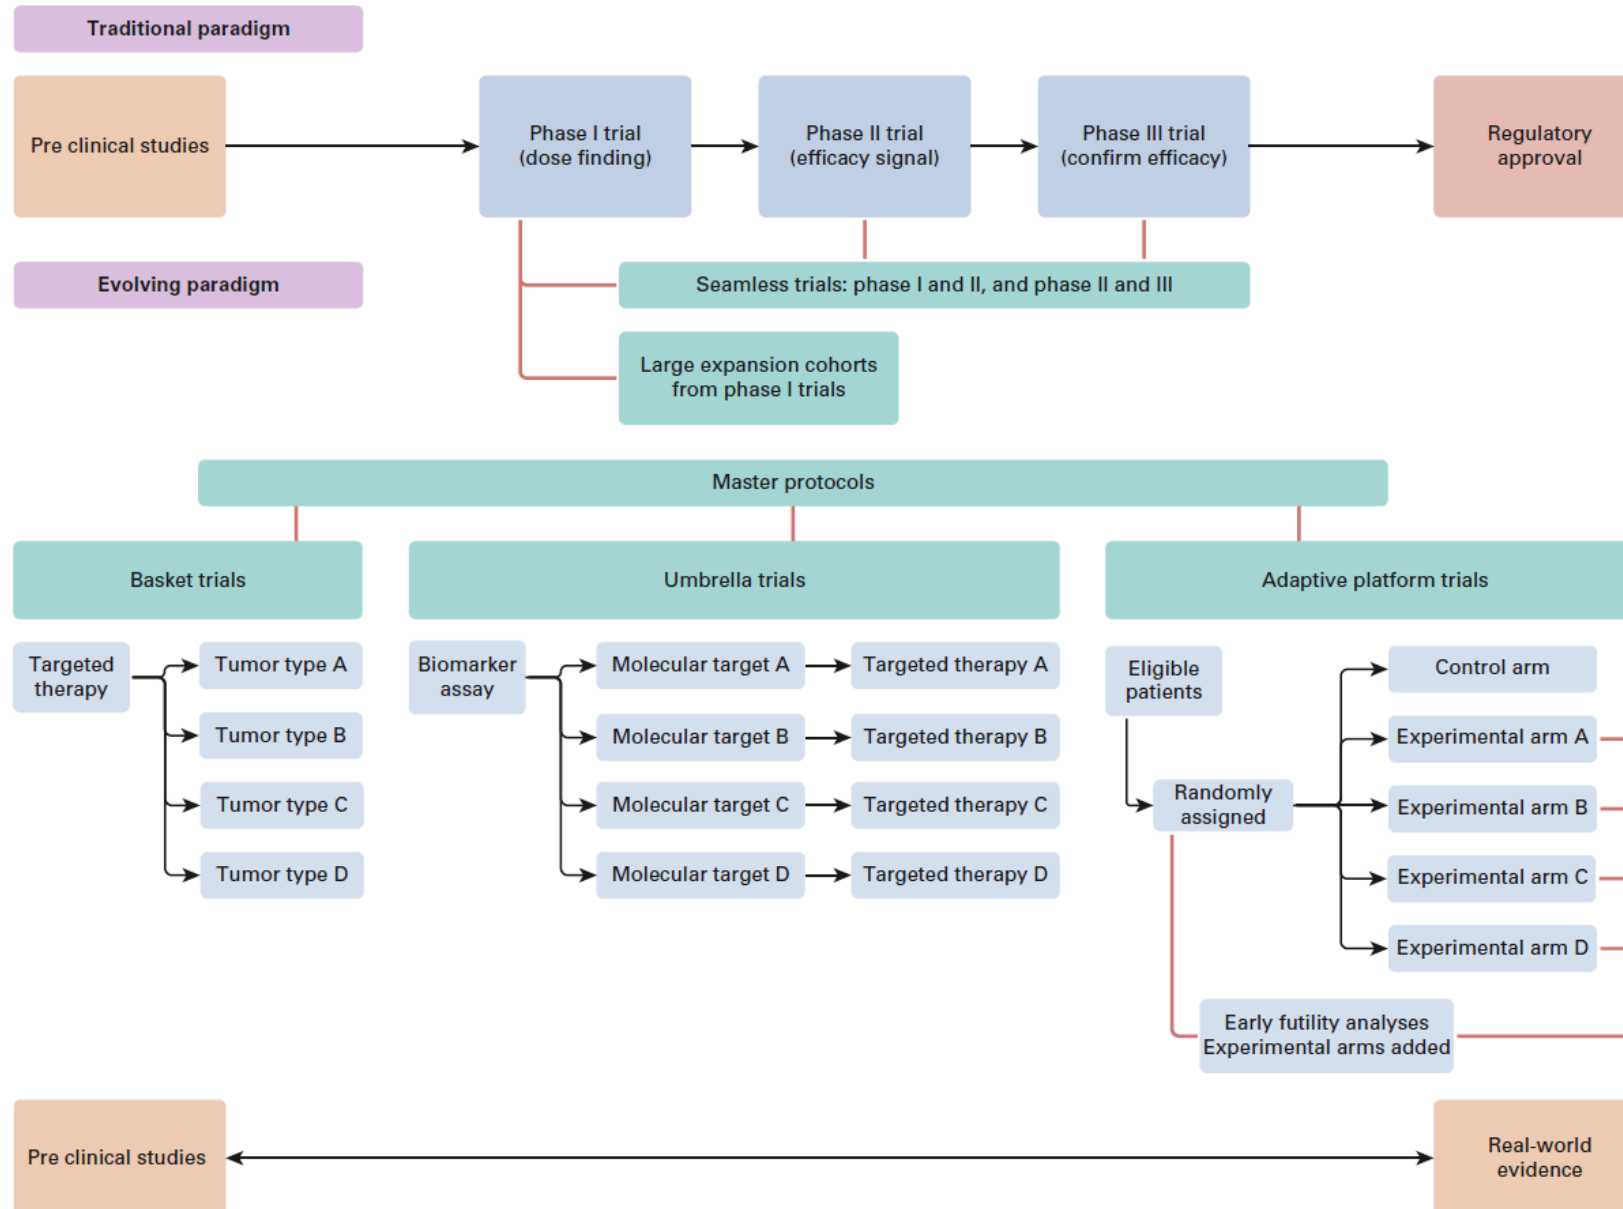 Traditional paradigm
Pre clinical studies
Phase I trial
(dose finding)
Phase II trial
(efficacy signal)
Phase III trial
(confirm efficacy)
Regulatory
approval
Evolving paradigm
Seamless trials: phase I and II, and phase II and III
Large expansion cohorts
from phase I trials
Master protocols
Basket trials
Umbrella trials
Adaptive platform trials
Targeted
therapy
Tumor type A
Tumor type B
Tumor type C
Tumor type D
Biomarker
assay
Molecular target A
Targeted therapy A
Molecular target B
Targeted therapy B
Molecular target C
Targeted therapy C
Molecular target D
Targeted therapy D
Eligible
patients
Randomly
assigned
Control arm
Experimental arm A
Experimental arm B
Experimental arm C
Experimental arm D
Early futility analyses
Experimental arms added
Pre clinical studies
Real-world
evidence